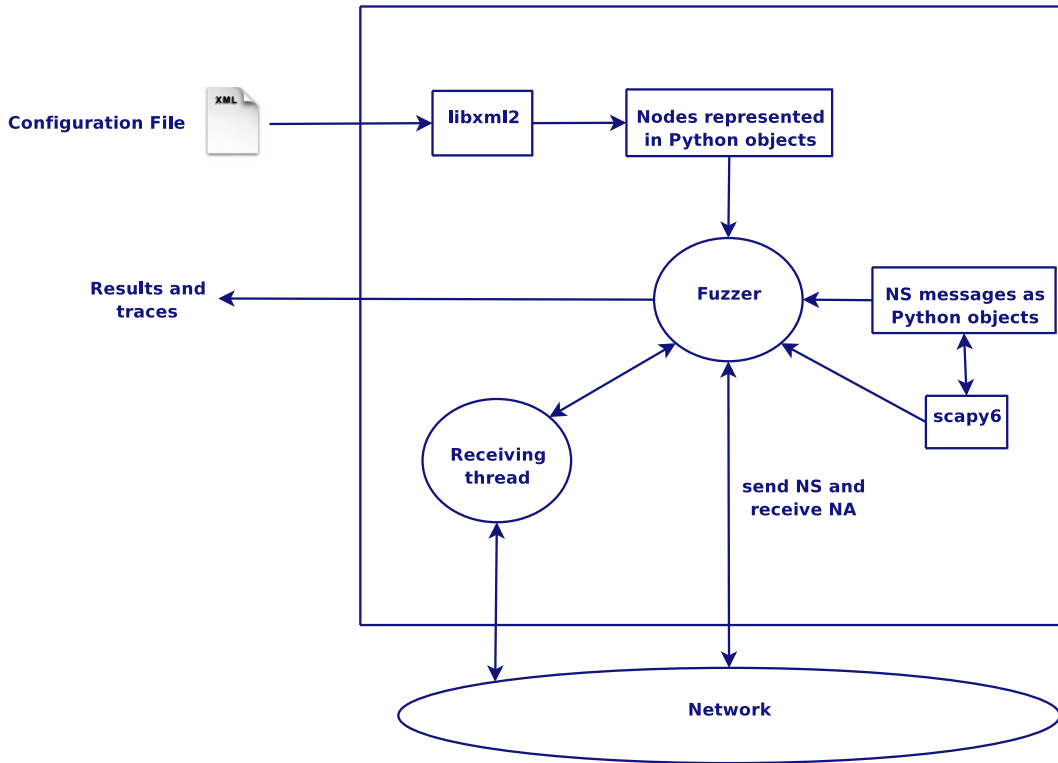 XML
Configuration File
libxml2
Nodes represented
in Python objects
Results and
traces
Fuzzer
NS messages as
Python objects
scapy6
Receiving
thread
send NS and
receive NA
Network